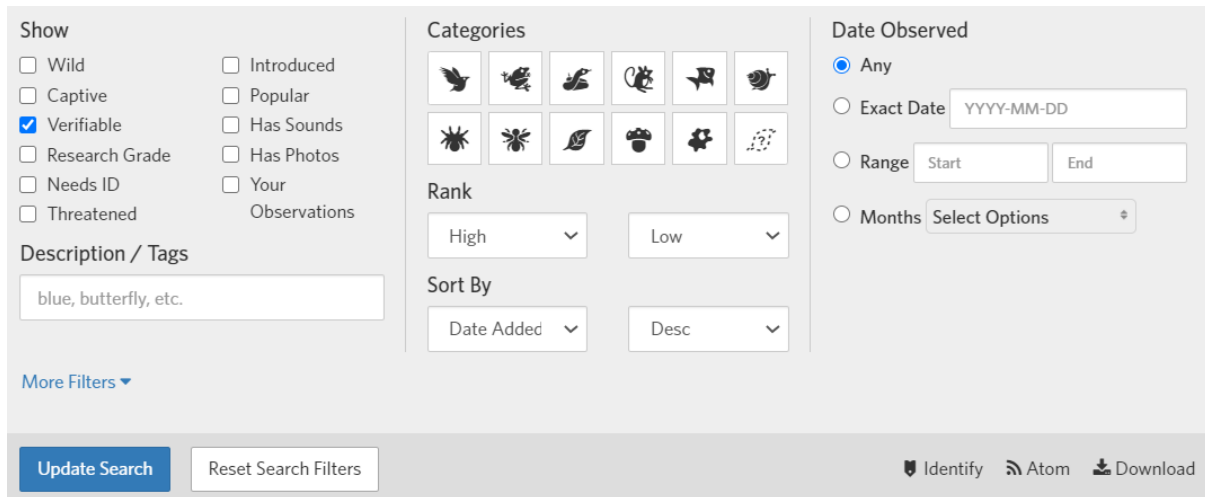 Show
Wild
Captive
Verifiable
Research Grade
Needs ID
Threatened
Introduced
Popular
Has Sounds
Has Photos
Your
Observations
Description / Tags
blue, butterfly, etc.
More Filters
Categories
?
Rank
High
Low
Sort By
Date Added
Desc
Date Observed
Any
Exact Date YYYY-MM-DD
Range Start End
Months Select Options
Update Search
Reset Search Filters
Identify
Atom
Download